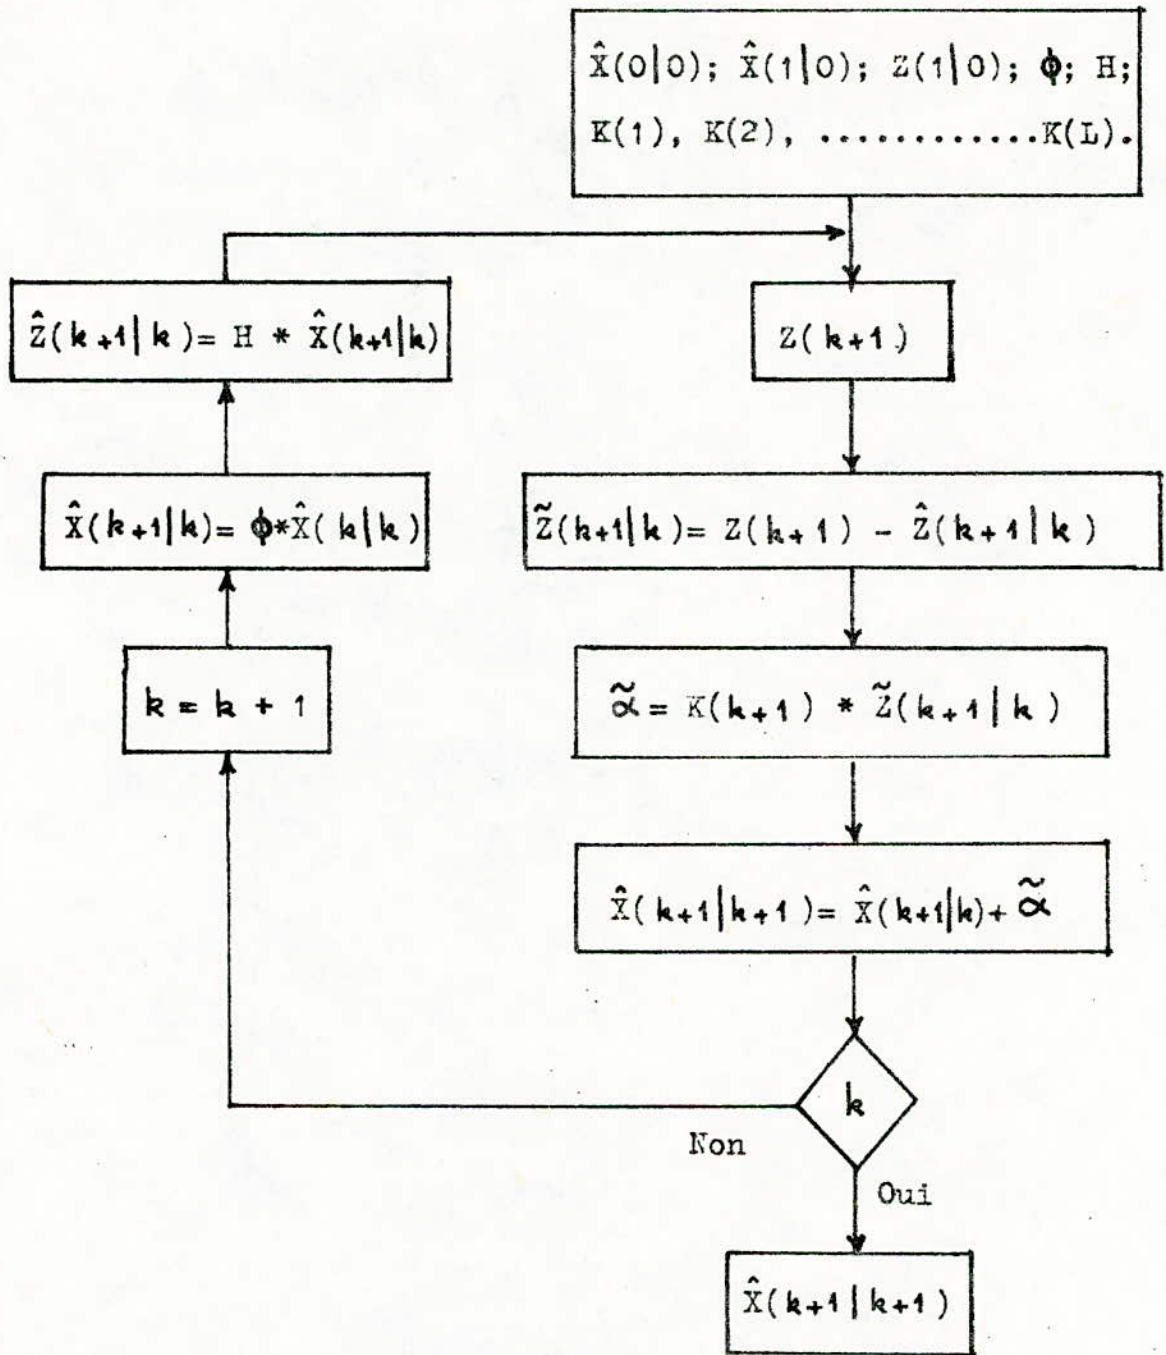 X̂(0|0); X̂(1|0); Z(1|0); ϕ; H;
K(1), K(2), ............K(L).
Ẑ(k+1|k)= H * X̂(k+1|k)
Z(k+1)
X̂(k+1|k)= ϕ*X̂(k|k)
Z̃(k+1|k)= Z(k+1) - Ẑ(k+1|k)
k = k + 1
α̃ = K(k+1) * Z̃(k+1|k)
X̂(k+1|k+1)= X̂(k+1|k)+ α̃
k
Non
Oui
X̂(k+1|k+1)